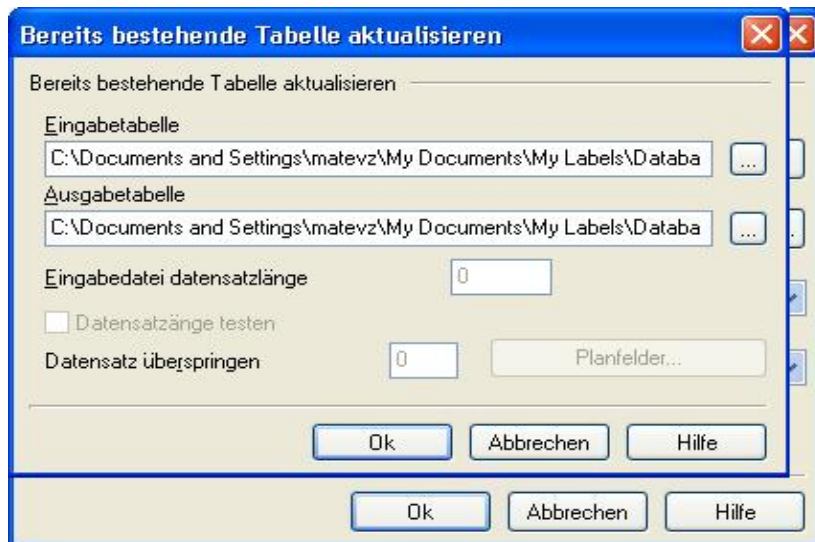 Bereits bestehende Tabelle aktualisieren
Bereits bestehende Tabelle aktualisieren
Eingabetabelle
C:\Documents and Settings\matevz\My Documents\My Labels\Databa
...
Ausgabetabelle
C:\Documents and Settings\matevz\My Documents\My Labels\Databa
...
Eingabedatei datensatzlänge 0
Datensatzänge testen
Datensatz überspringen 0 Planfelder...
Ok Abbrechen Hilfe
Ok Abbrechen Hilfe